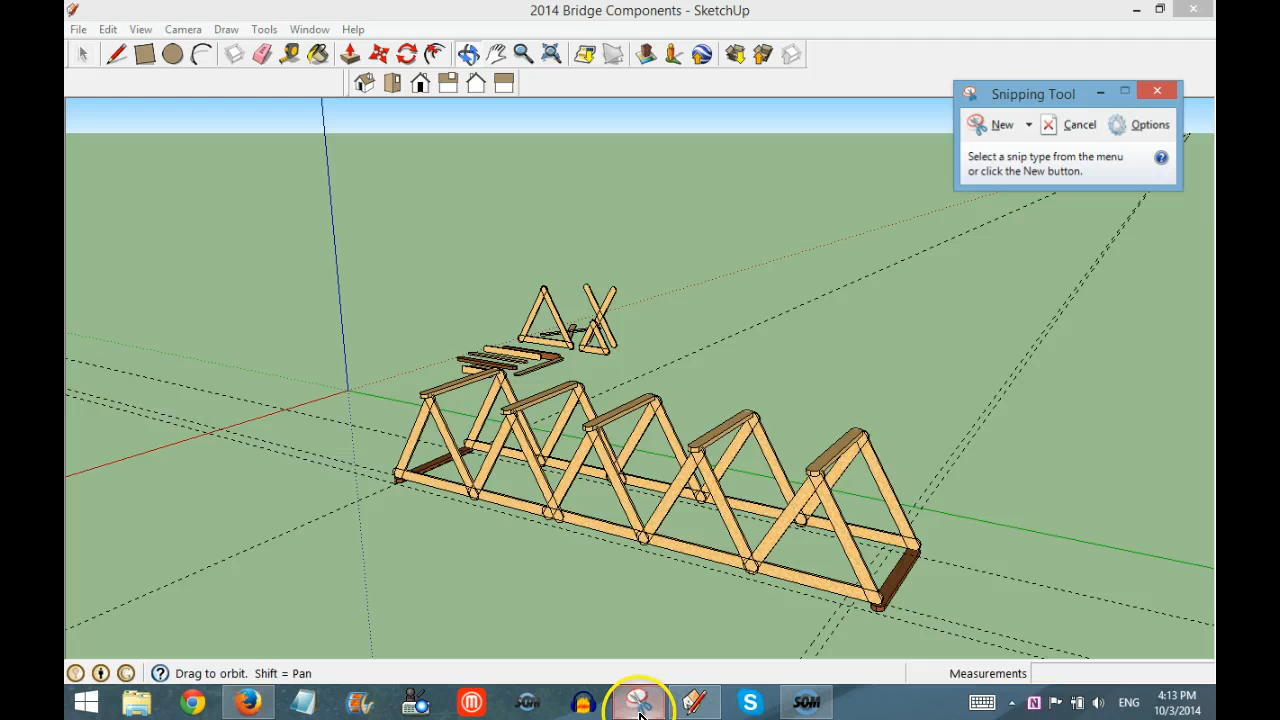 2014 Bridge Components - SketchUp
File Edit View Camera Draw Tools Window Help
Snipping Tool
New Cancel Options
Select a snip type from the menu
or click the New button.
Drag to orbit. Shift = Pan
Measurements
ENG
4:13 PM
10/3/2014